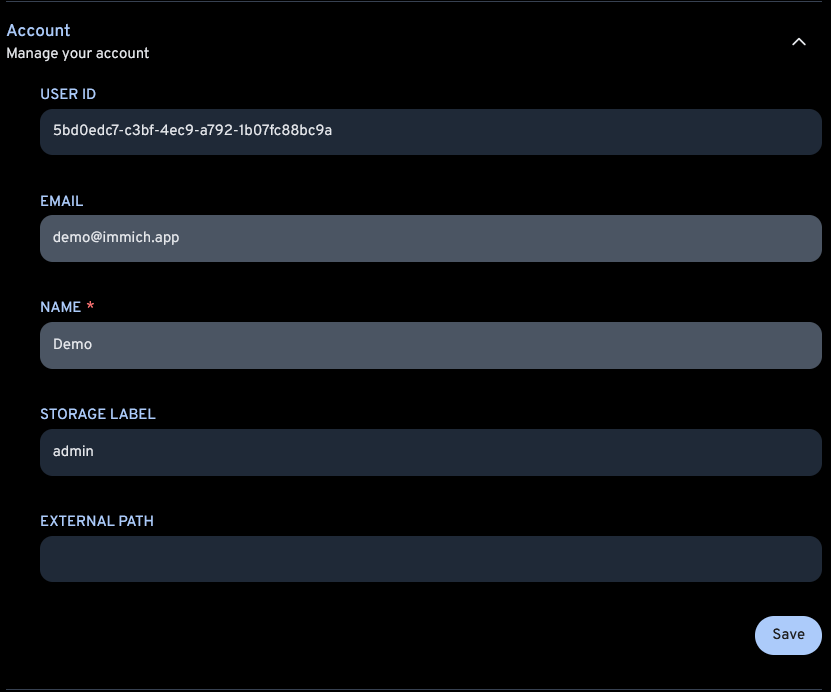 Account
Manage your account
USER ID
5bd0edc7-c3bf-4ec9-a792-1b07fc88bc9a
EMAIL
demo@immich.app
NAME *
Demo
STORAGE LABEL
admin
EXTERNAL PATH
Save